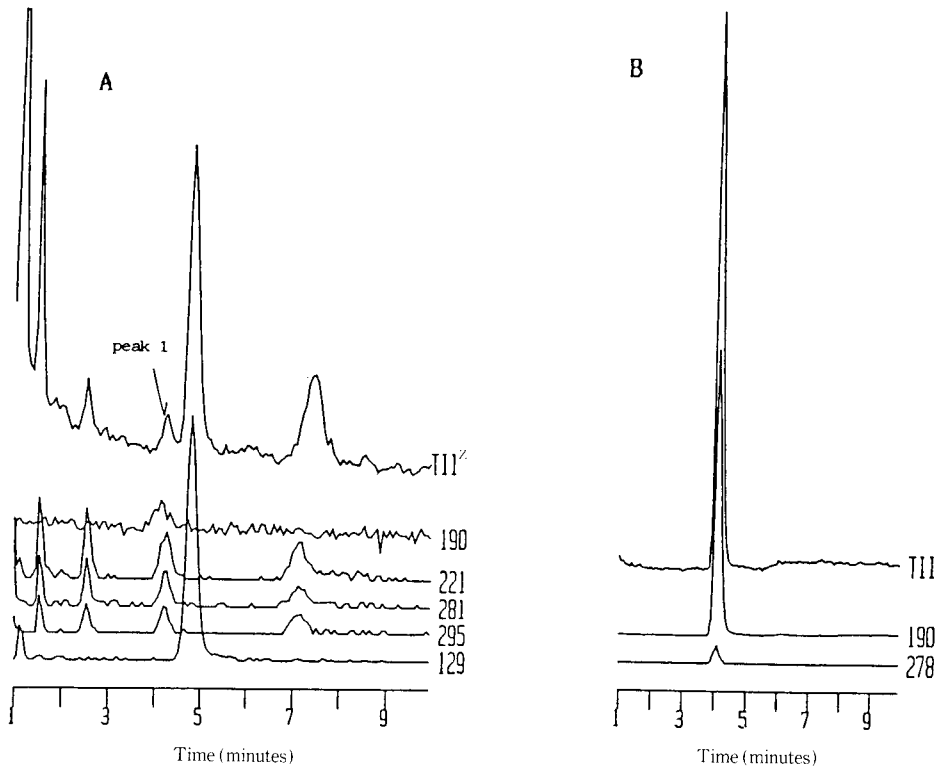 A
B
peak 1
TII%
190
221
281
295
129
TII
190
278
1 3 5 7 9
1 3 5 7 9
Time (minutes)
Time (minutes)